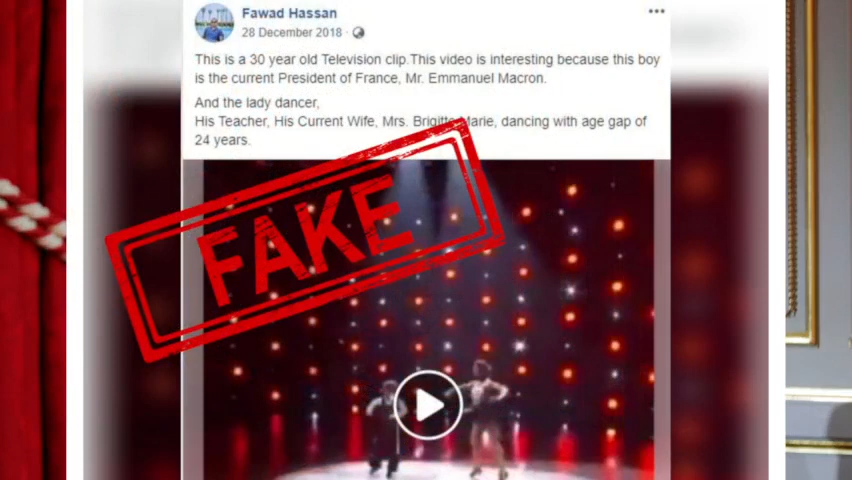 Fawad Hassan
28 December 2018
This is a 30 year old Television clip.This video is interesting because this boy
is the current President of France, Mr. Emmanuel Macron.
And the lady dancer,
His Teacher, His Current Wife, Mrs. Brigitte Marie, dancing with age gap of
24 years.
FAKE